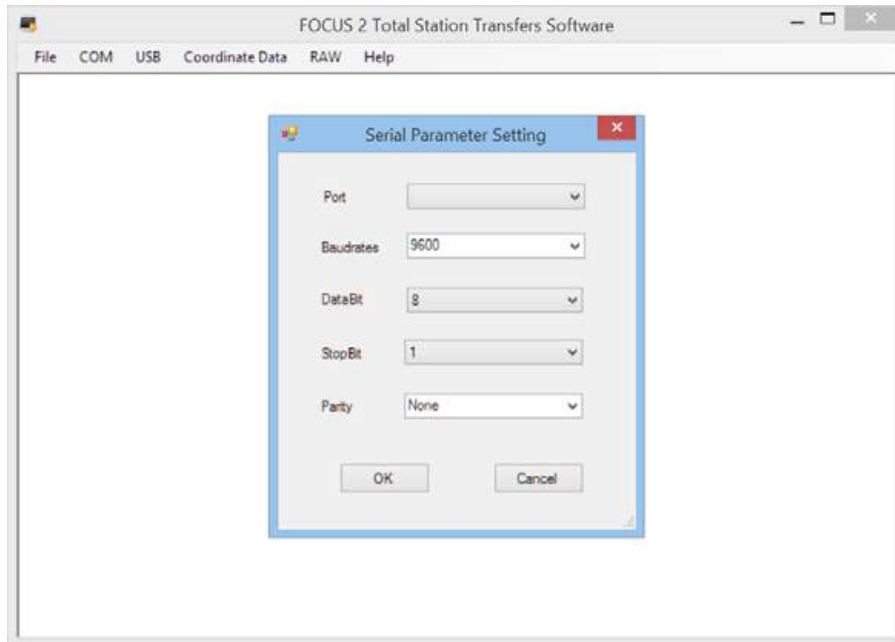 FOCUS 2 Total Station Transfers Software
File COM USB Coordinate Data RAW Help
Serial Parameter Setting
Port
Baudrates 9600
DataBit 8
StopBit 1
Parity None
OK Cancel